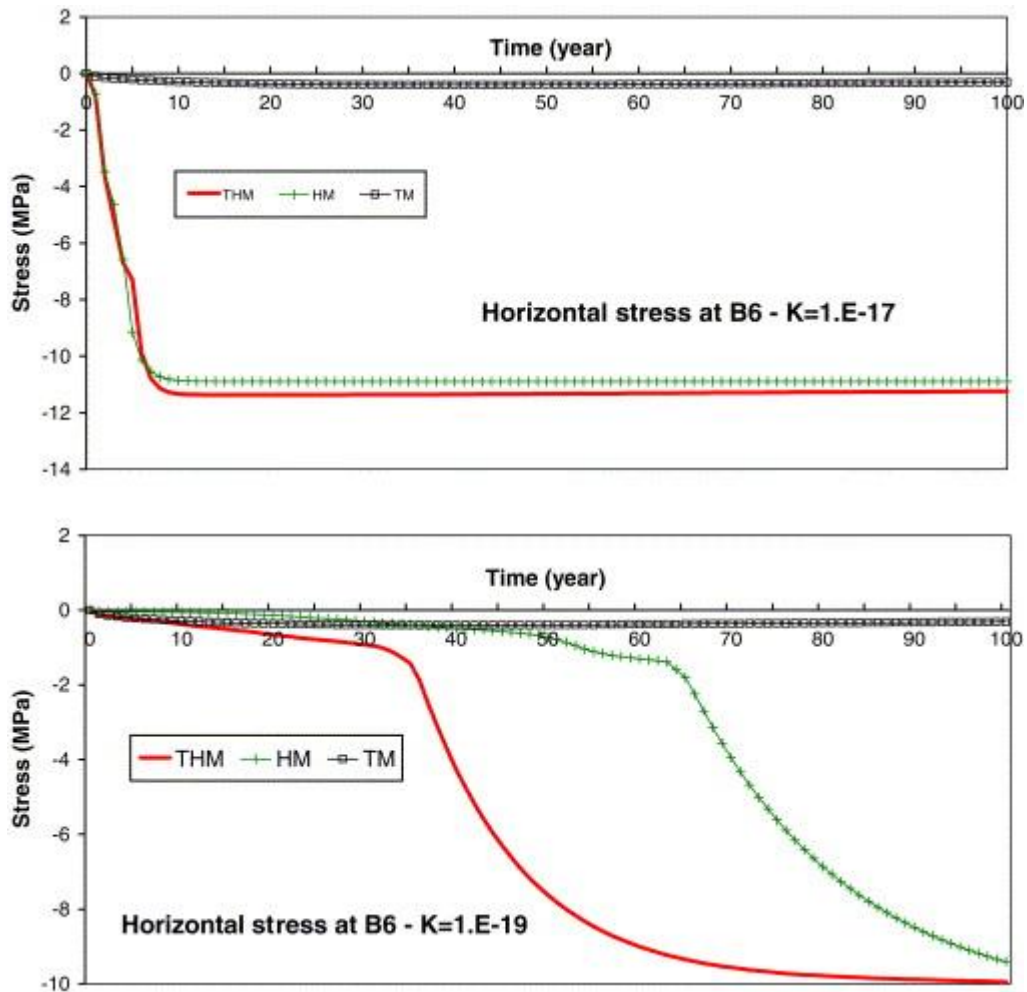 2
Time (year)
0
0 10 20 30 40 50 60 70 80 90 100
-2
-4
THM HM TM
-6
Stress (MPa)
-8
Horizontal stress at B6 - K=1.E-17
-10
-12
-14
2
Time (year)
0
0 10 20 30 40 50 60 70 80 90 100
-2
THM HM TM
-4
Stress (MPa)
-6
-8
Horizontal stress at B6 - K=1.E-19
-10